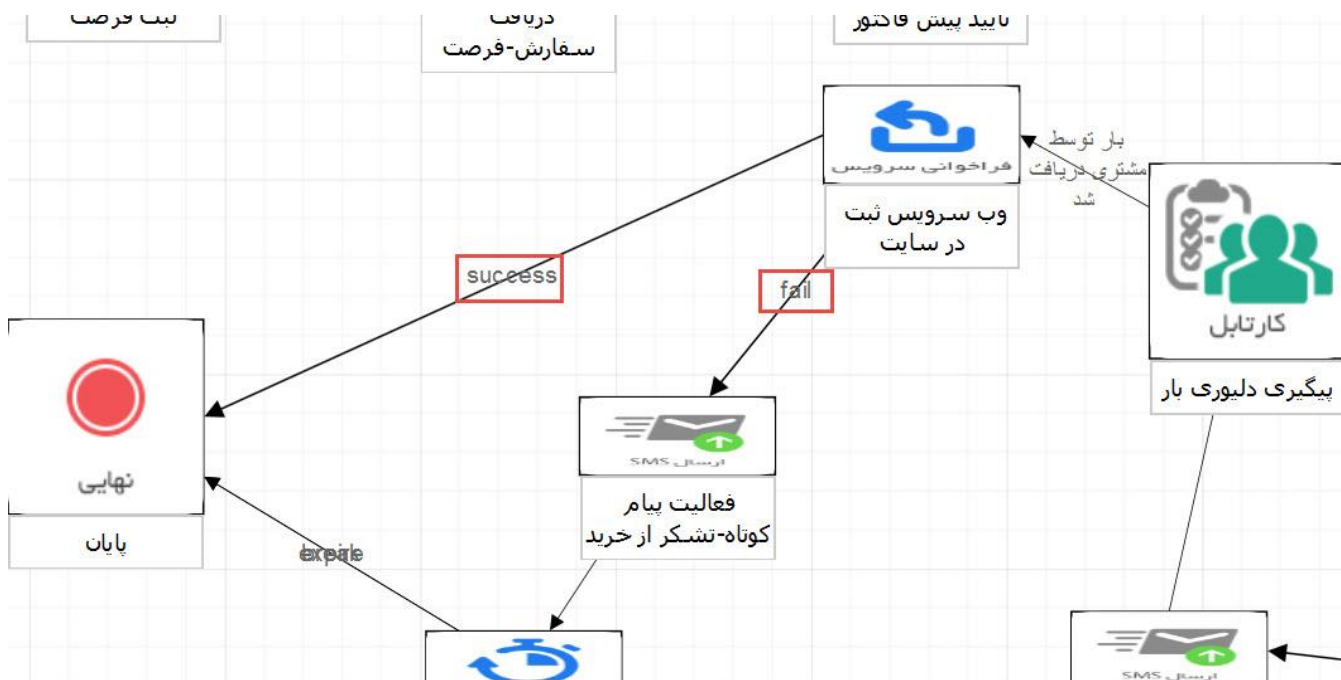 ثبت فرصت
دریافت
سفارش-فرصت
تایید پیش فاکتور
فراخوانی سرویس
وب سرویس ثبت
در سایت
بار توسط
مشتری دریافت
شد
کارتابل
پیگیری دلیوری بار
success
fail
نهایی
پایان
ارسال SMS
فعالیت پیام
کوتاه-تشکر از خرید
break
expire
ارسال SMS